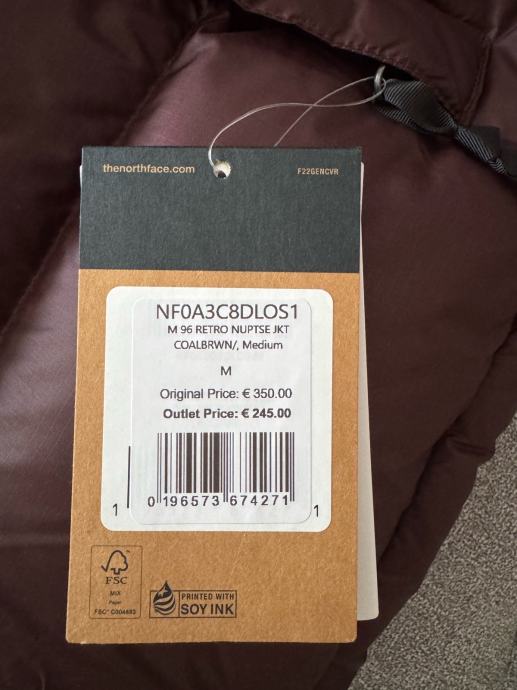 thenorthface.com
F22GENCVR
NF0A3C8DLOS1
M 96 RETRO NUPTSE JKT
COALBRWN/, Medium
M
Original Price: € 350.00
Outlet Price: € 245.00
0 196573 674271
1 1
FSC
MIX
Paper
FSC® C004693
PRINTED WITH
SOY INK